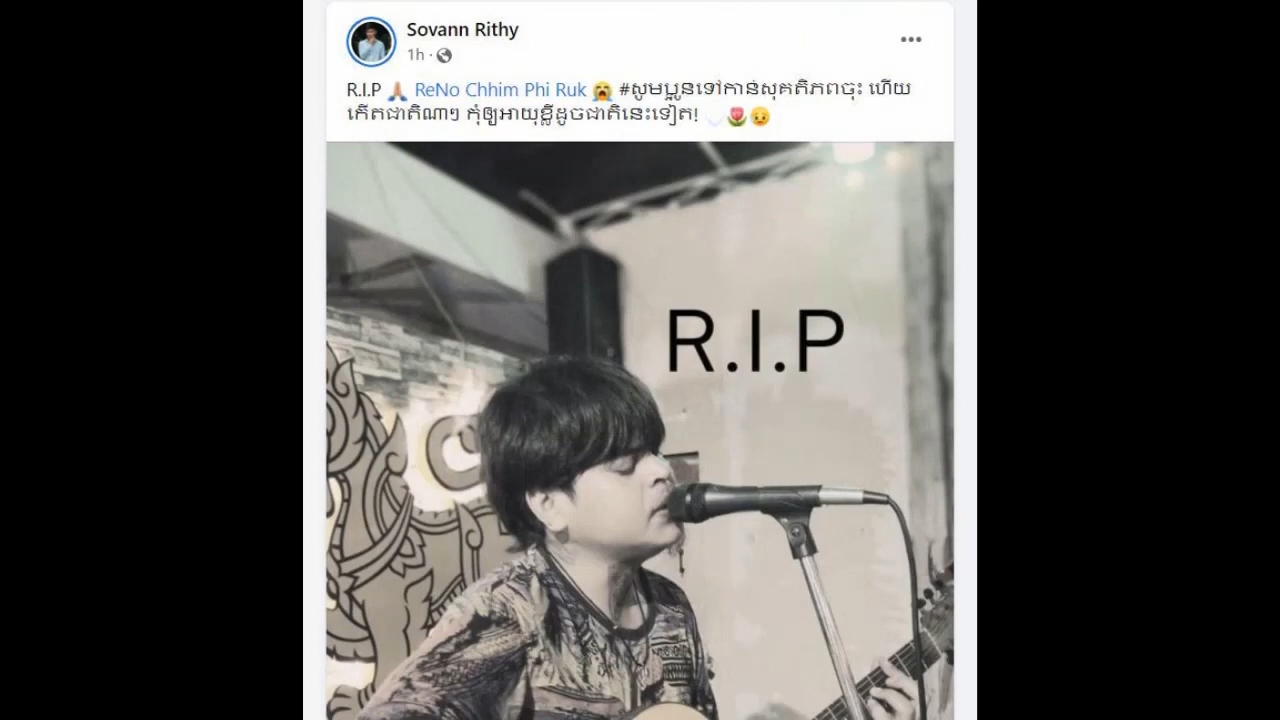 Sovann Rithy
1h ·
R.I.P 🙏 ReNo Chhim Phi Ruk 😭 #សូមប្អូនទៅកាន់សុគតិភពចុះ ហើយ
កើតជាតិណាៗ កុំឲ្យអាយុខ្លីដូចជាតិនេះទៀត! 🤍🌷😥
R.I.P